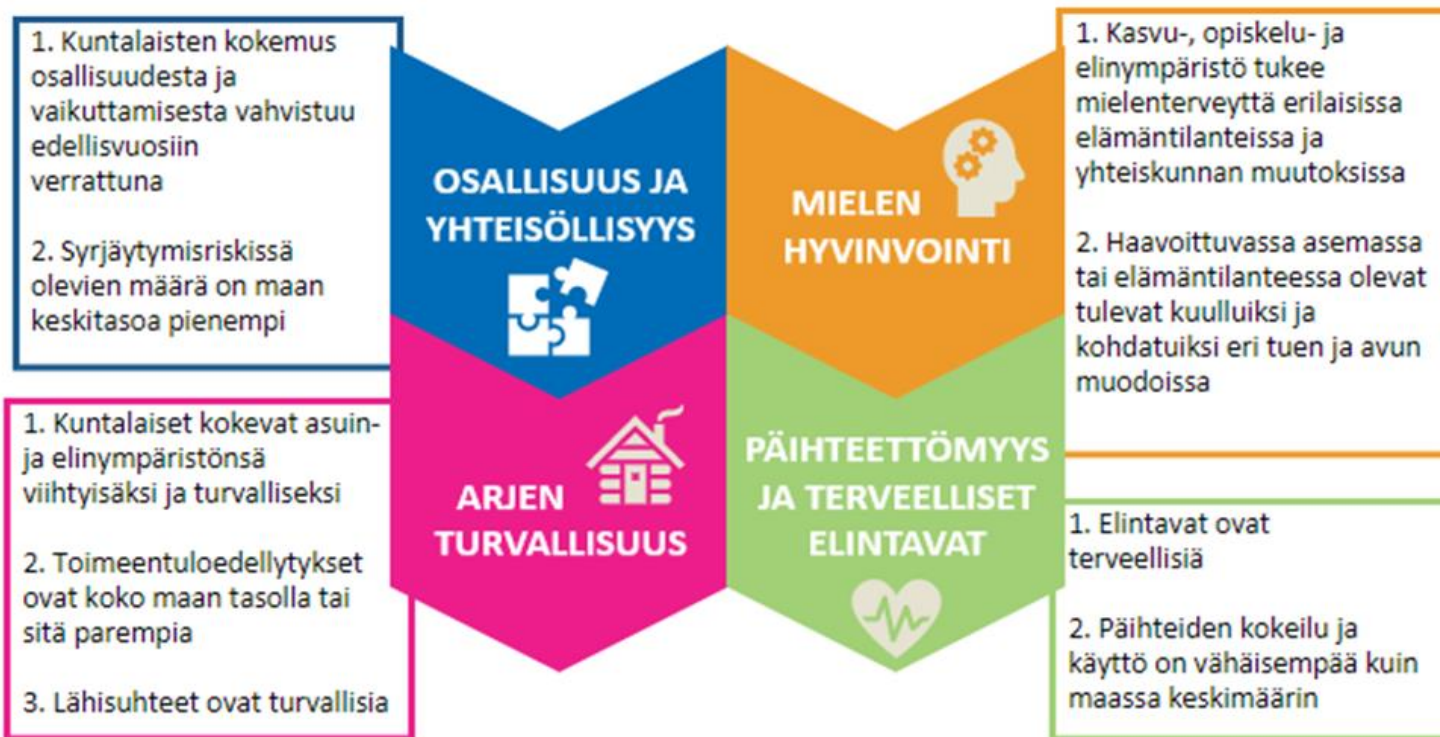 1. Kuntalaisten kokemus
osallisuudesta ja
vaikuttamisesta vahvistuu
edellisvuosiin
verrattuna
2. Syrjäytymisriskissä
olevien määrä on maan
keskitasoa pienempi
OSALLISUUS JA
YHTEISÖLLISYYS
MIELEN
HYVINVOINTI
1. Kasvu-, opiskelu- ja
elinympäristö tukee
mielenterveyttä erilaisissa
elämäntilanteissa ja
yhteiskunnan muutoksissa
2. Haavoittuvassa asemassa
tai elämäntilanteessa olevat
tulevat kuulluiksi ja
kohdatuiksi eri tuen ja avun
muodoissa
1. Kuntalaiset kokevat asuin-
ja elinympäristönsä
viihtyisäksi ja turvalliseksi
2. Toimeentuloedellytykset
ovat koko maan tasolla tai
sitä parempia
3. Lähisuhteet ovat turvallisia
ARJEN
TURVALLISUUS
PÄIHTEETTÖMYYS
JA TERVEELLISET
ELINTAVAT
1. Elintavat ovat
terveellisiä
2. Päihteiden kokeilu ja
käyttö on vähäisempää kuin
maassa keskimäärin